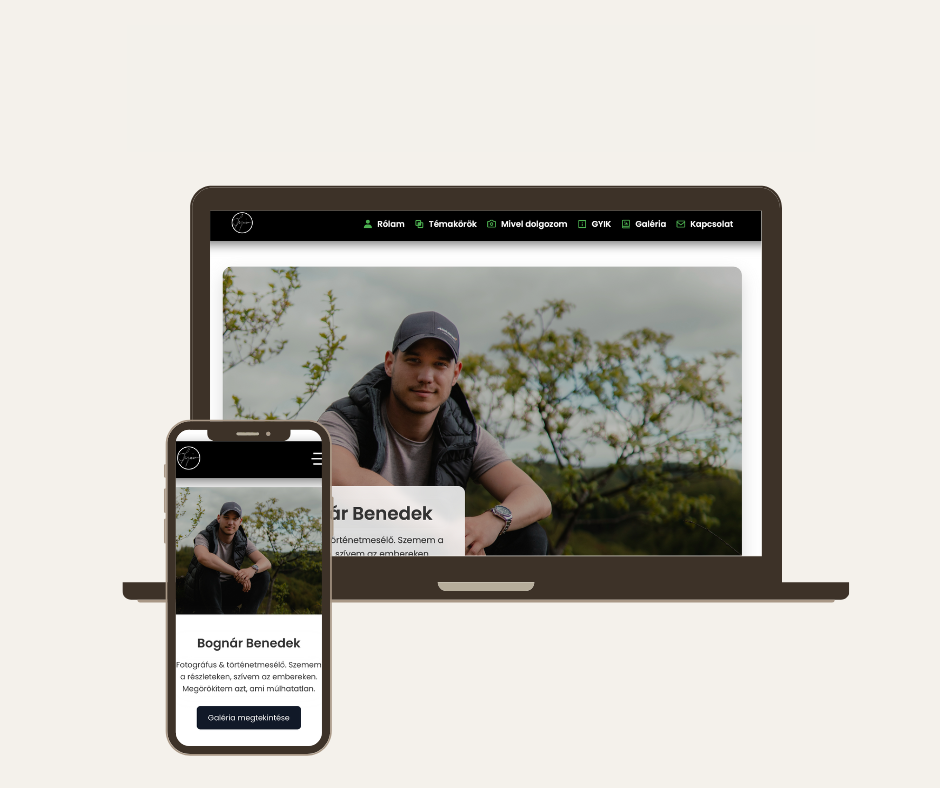 Rólam Témakörök Mivel dolgozom GYIK Galéria Kapcsolat
ár Benedek
örténetmesélő. Szemem a
szívem az embereken.
Bognár Benedek
Fotográfus & történetmesélő. Szemem
a részleteken, szívem az embereken.
Megörökítem azt, ami múlhatatlan.
Galéria megtekintése